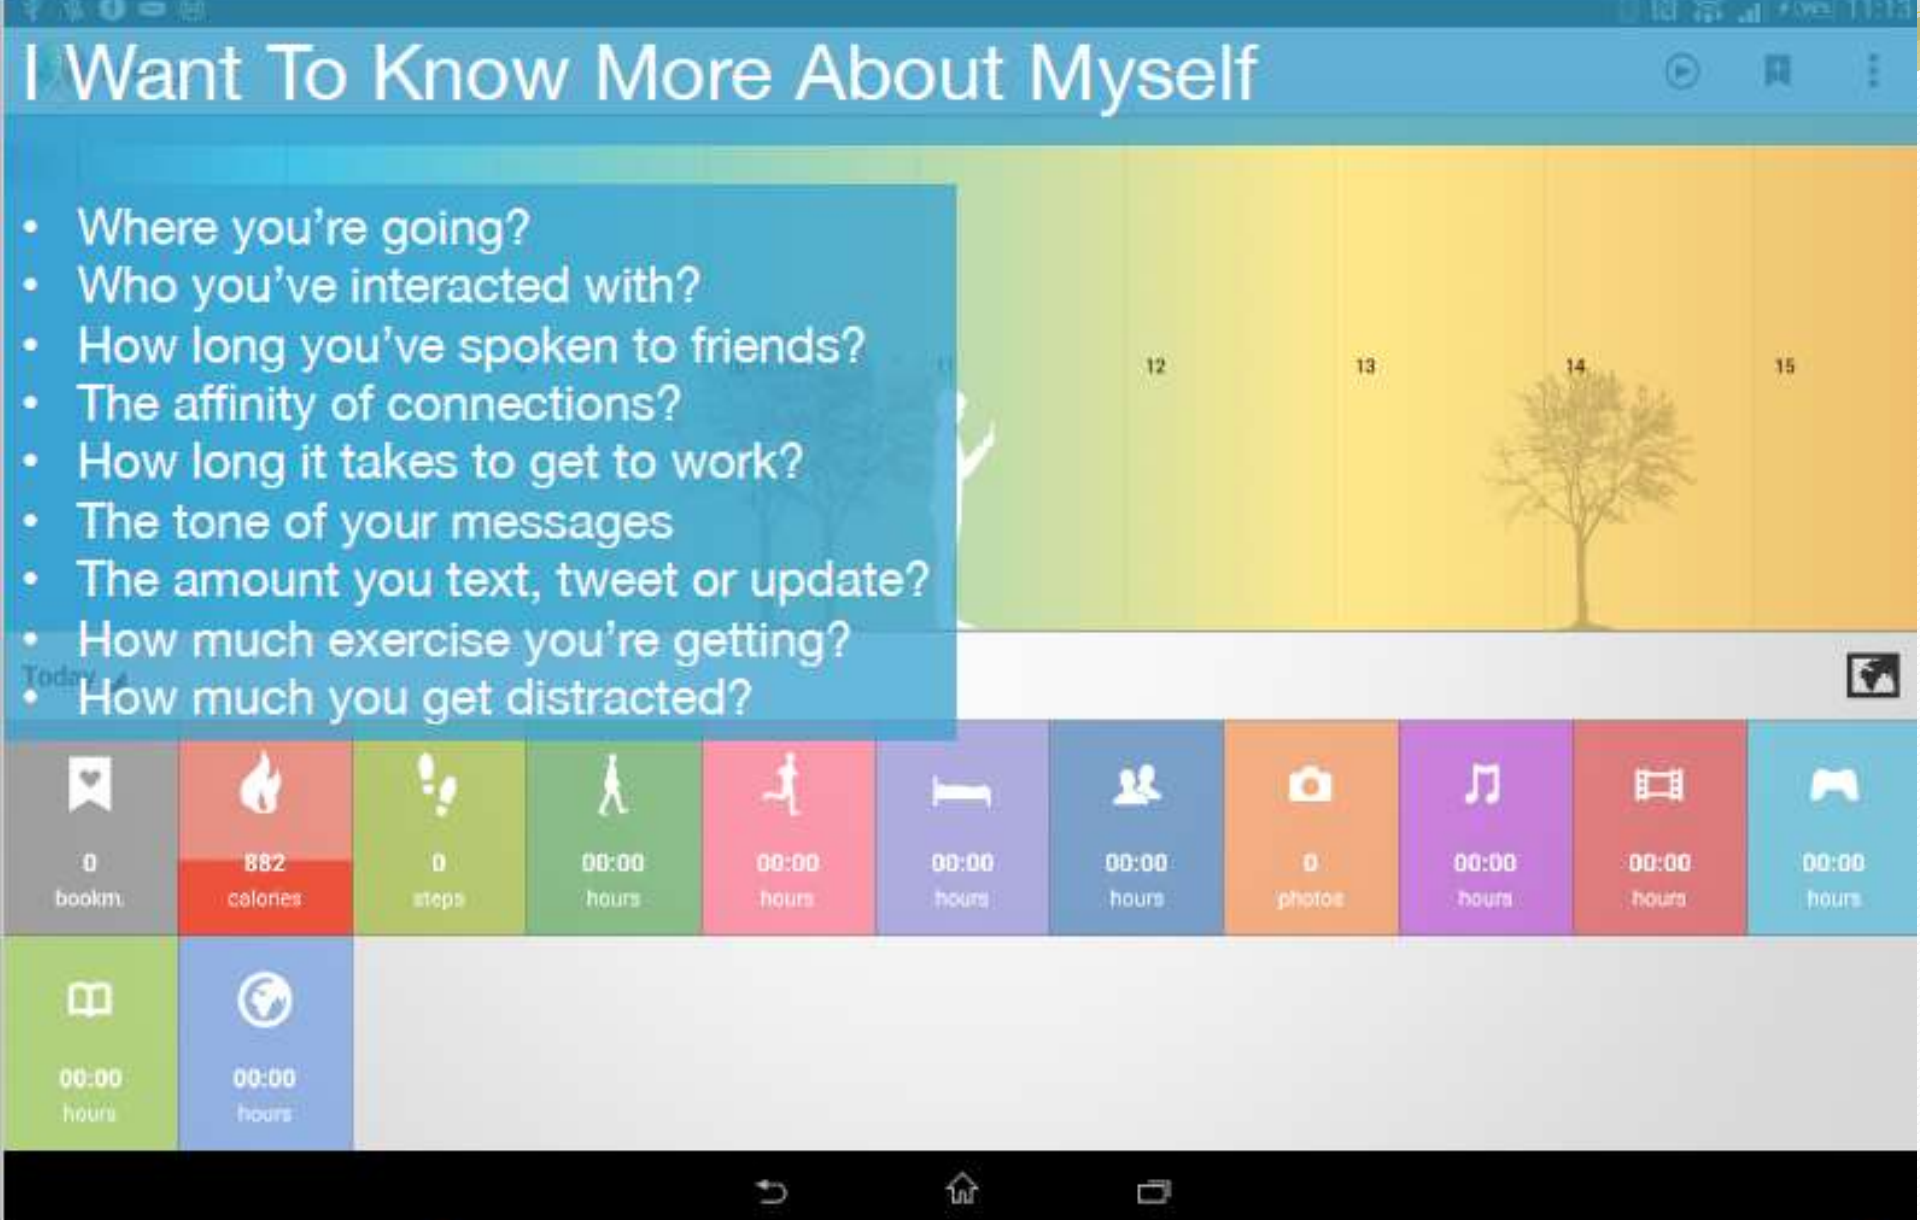 11:13
I Want To Know More About Myself
• Where you're going?
• Who you've interacted with?
• How long you've spoken to friends?
• The affinity of connections?
• How long it takes to get to work?
• The tone of your messages
• The amount you text, tweet or update?
• How much exercise you're getting?
• How much you get distracted?
11 12 13 14 15
Today
0 882 0 00:00 00:00 00:00 00:00 0 00:00 00:00 00:00
bookm. calories steps hours hours hours hours photos hours hours hours
00:00 00:00
hours hours